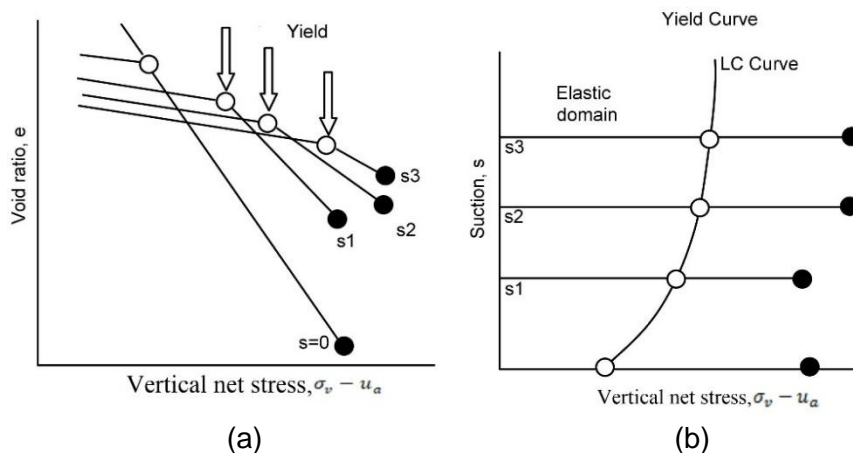 Yield
Void ratio, e
s3
s2
s1
s=0
Vertical net stress, σᵥ − uₐ
(a)
Yield Curve
LC Curve
Elastic
domain
s3
s2
s1
Suction, s
Vertical net stress, σᵥ − uₐ
(b)